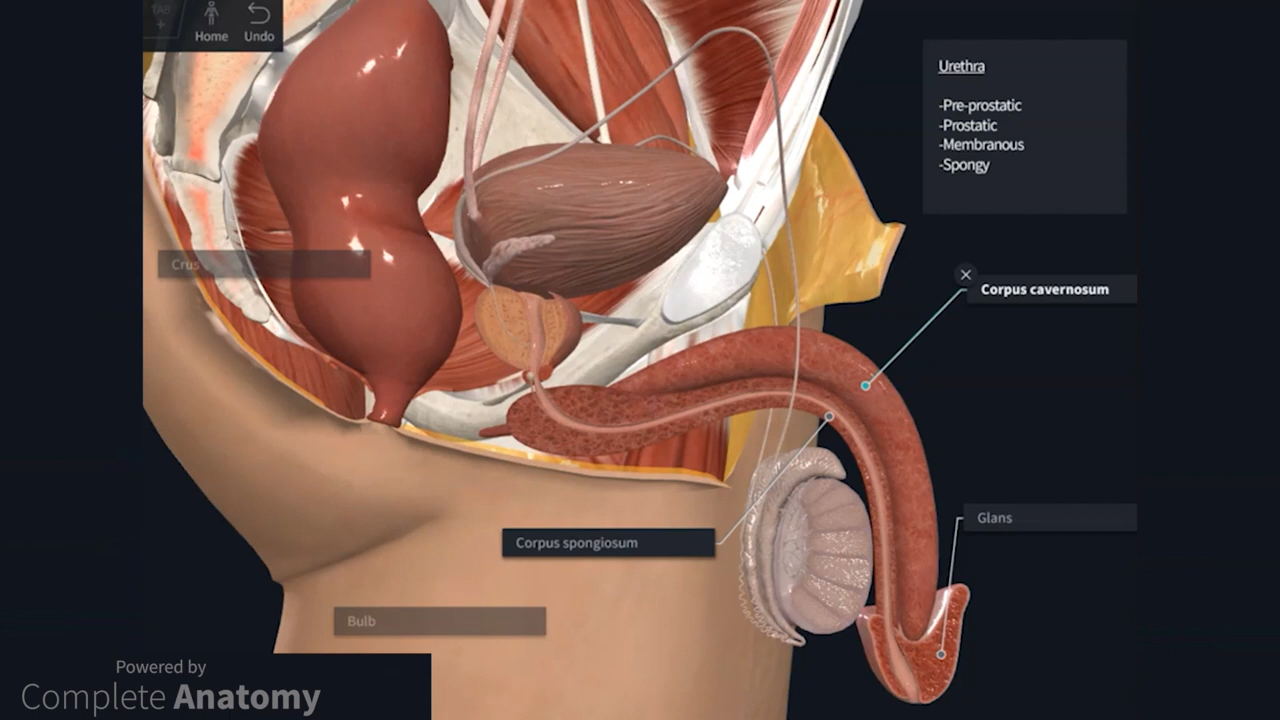 TAB
+
Home
Undo
Urethra
-Pre-prostatic
-Prostatic
-Membranous
-Spongy
Crus
Corpus cavernosum
Glans
Corpus spongiosum
Bulb
Powered by
Complete Anatomy